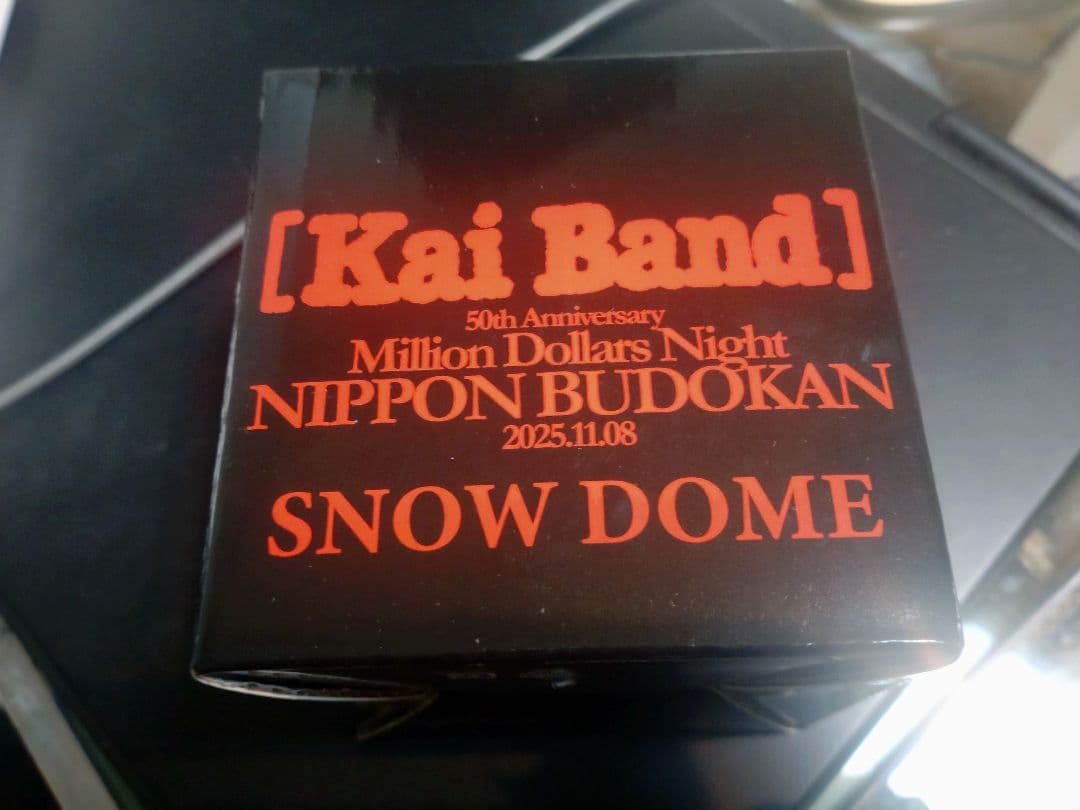 [Kai Band]
50th Anniversary
Million Dollars Night
NIPPON BUDOKAN
2025.11.08
SNOW DOME